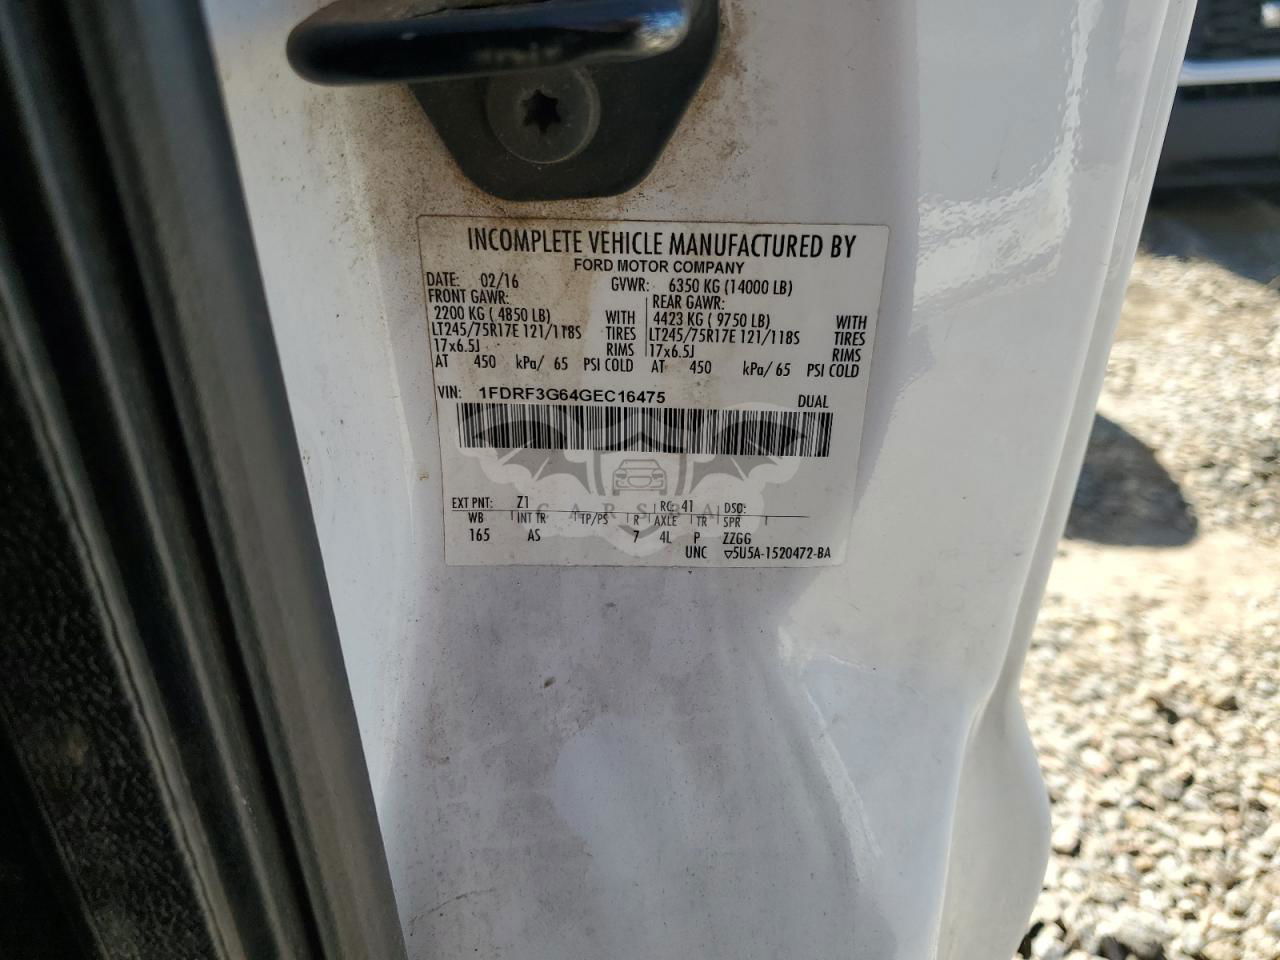 INCOMPLETE VEHICLE MANUFACTURED BY
FORD MOTOR COMPANY
DATE: 02/16 GVWR: 6350 KG (14000 LB)
FRONT GAWR: REAR GAWR:
2200 KG ( 4850 LB) WITH 4423 KG ( 9750 LB) WITH
LT245/75R17E 121/118S TIRES LT245/75R17E 121/118S TIRES
17x6.5J RIMS 17x6.5J RIMS
AT 450 kPa/ 65 PSI COLD AT 450 kPa/ 65 PSI COLD
VIN: 1FDRF3G64GEC16475 DUAL
EXT PNT: Z1 RC: 41 DSO:
WB INT TR TP/PS R AXLE TR SPR
165 AS 7 4L P ZZGG
UNC ▽5U5A-1520472-BA
CARSBA